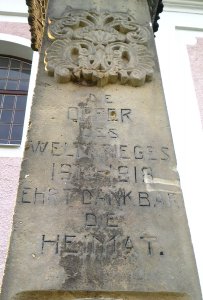 DIE
OPFER
DES
WELTKRIEGES
1914-1918
EHRT DANKBAR
DIE
HEIMAT.